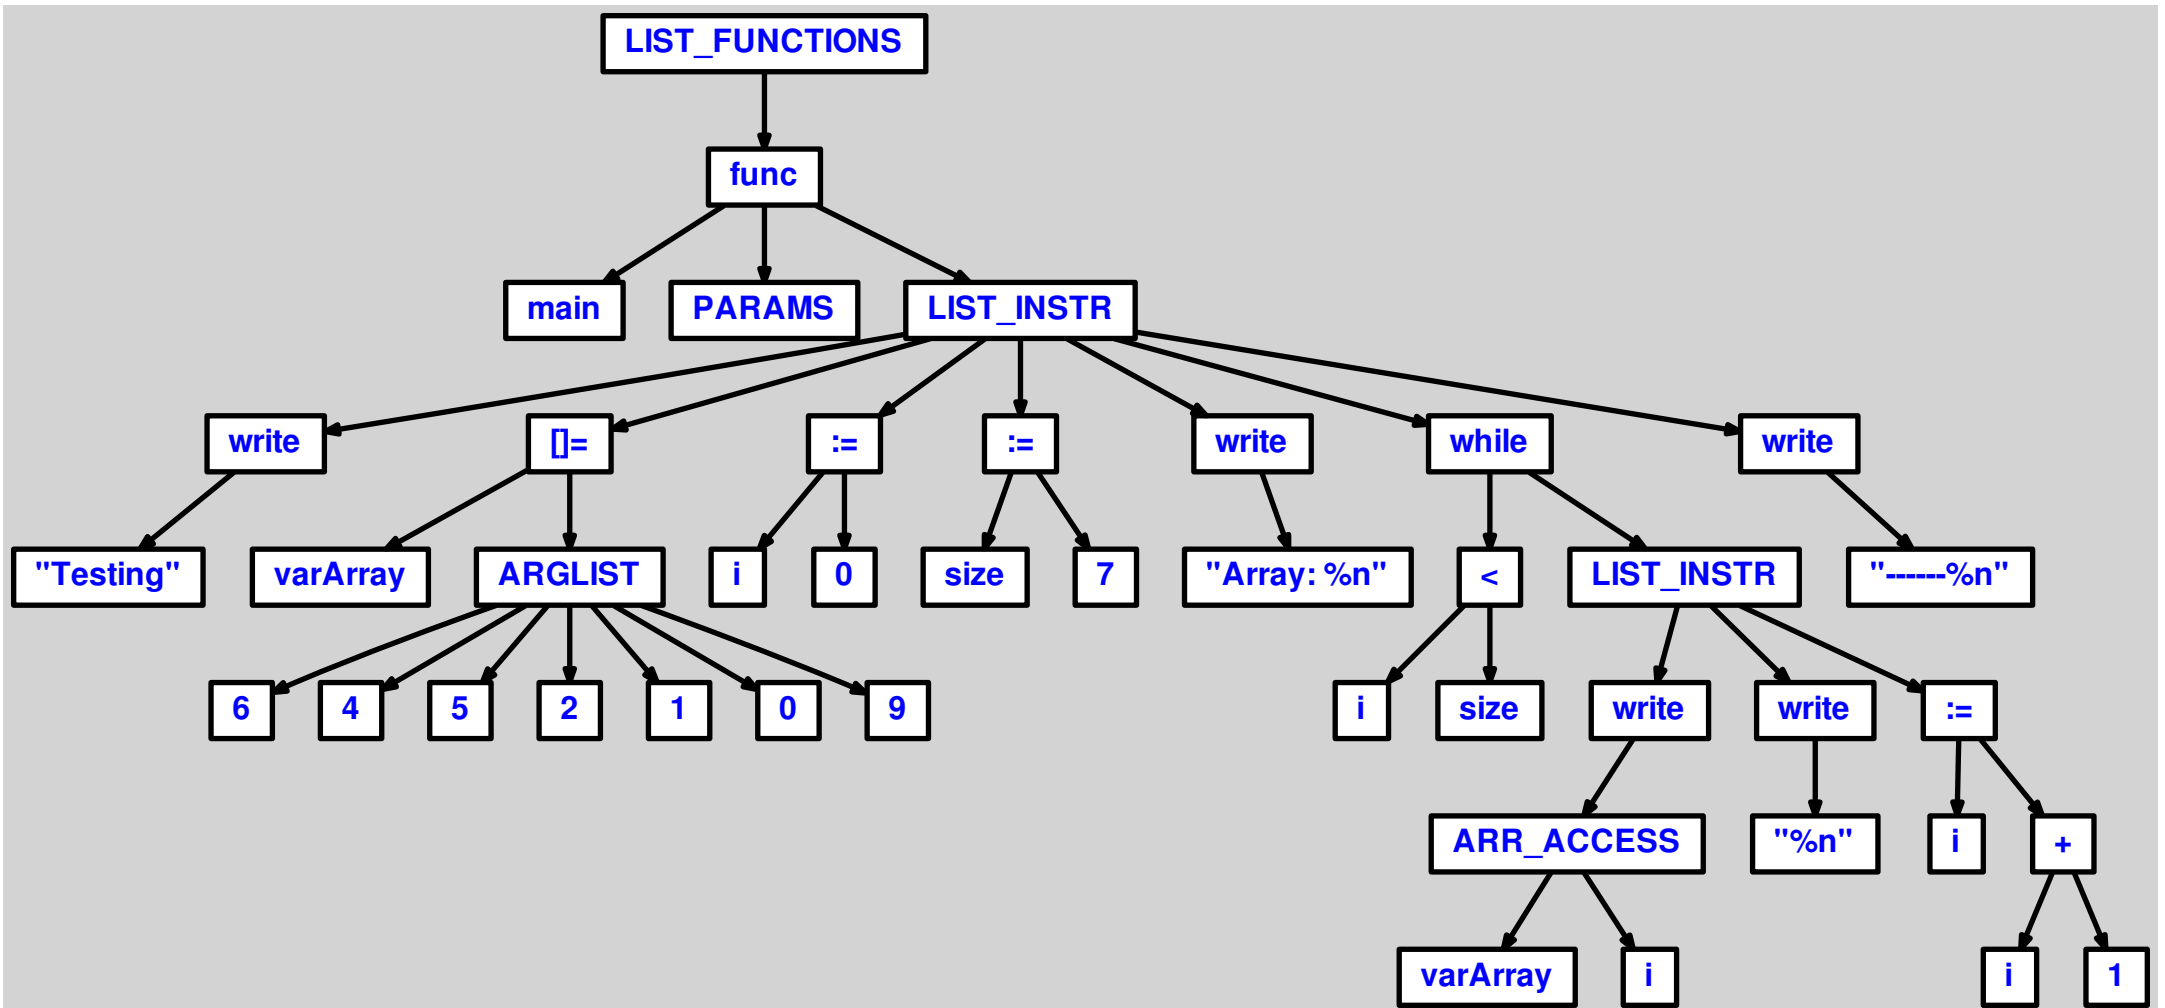 LIST_FUNCTIONS
func
main PARAMS LIST_INSTR
write []= := := write while write
"Testing" varArray ARGLIST i 0 size 7 "Array: %n" < LIST_INSTR "------%n"
6 4 5 2 1 0 9 i size write write :=
ARR_ACCESS "%n" i +
varArray i i 1